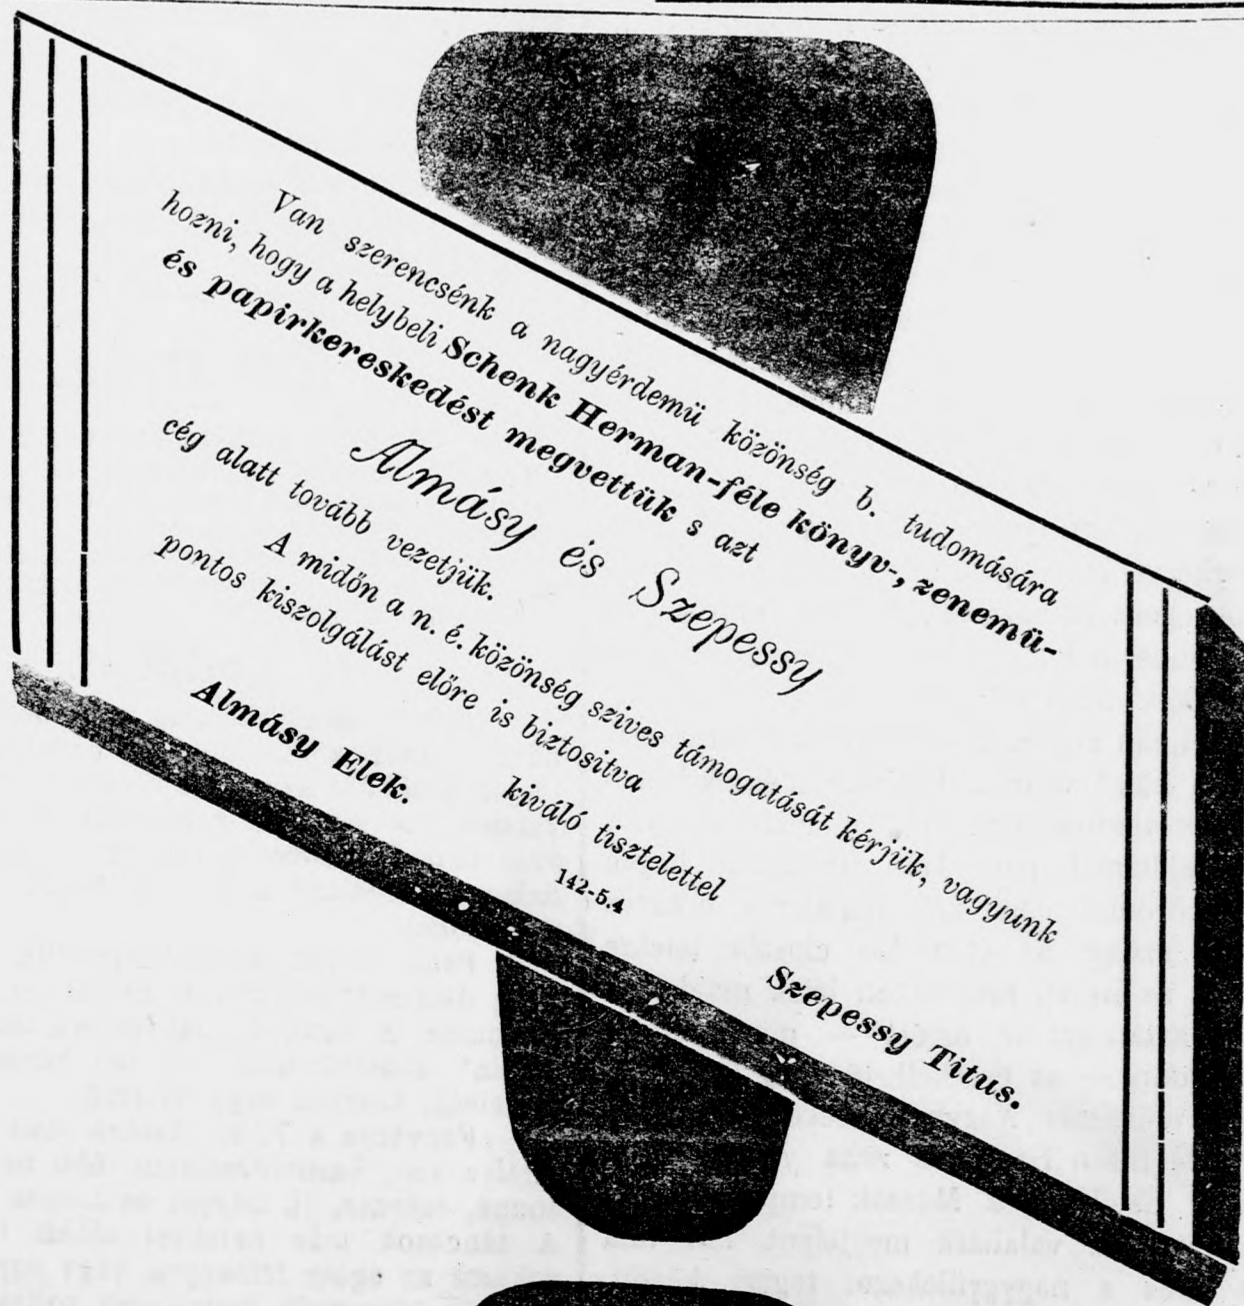 Van szerencsénk a nagyérdemü közönség b. tudomására
hozni, hogy a helybeli Schenk Herman-féle könyv-, zenemü-
és papirkereskedést megvettük s azt
Almásy és Szepessy
cég alatt tovább vezetjük.
A midőn a n. é. közönség szives támogatását kérjük, vagyunk
pontos kiszolgálást előre is biztositva
kiváló tisztelettel
Almásy Elek.
142-5.4
Szepessy Titus.